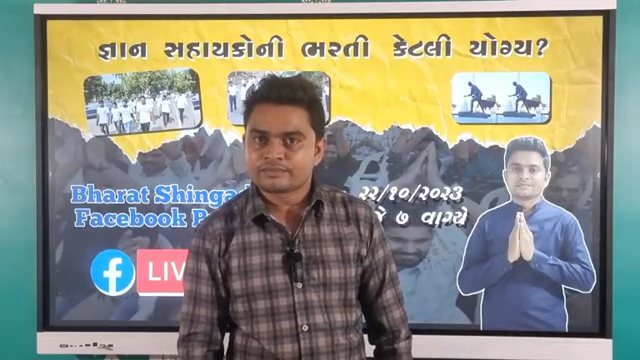 જ્ઞાન સહાયકોની ભરતી કેટલી યોગ્ય?
Bharat Shinga
૨૨/૧૦/૨૦૨૩
Facebook
૭ વાગ્યે
f
LIV